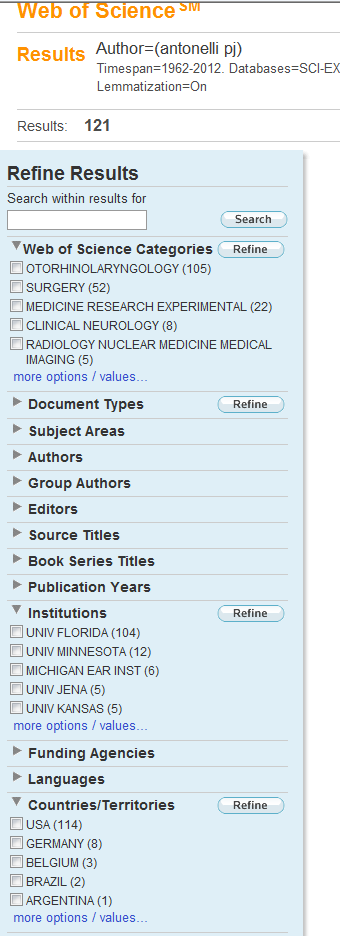 Web of Science SM
Results Author=(antonelli pj)
Timespan=1962-2012. Databases=SCI-EX
Lemmatization=On
Results: 121
Refine Results
Search within results for
Search
Web of Science Categories Refine
OTORHINOLARYNGOLOGY (105)
SURGERY (52)
MEDICINE RESEARCH EXPERIMENTAL (22)
CLINICAL NEUROLOGY (8)
RADIOLOGY NUCLEAR MEDICINE MEDICAL
IMAGING (5)
more options / values...
Document Types Refine
Subject Areas
Authors
Group Authors
Editors
Source Titles
Book Series Titles
Publication Years
Institutions Refine
UNIV FLORIDA (104)
UNIV MINNESOTA (12)
MICHIGAN EAR INST (6)
UNIV JENA (5)
UNIV KANSAS (5)
more options / values...
Funding Agencies
Languages
Countries/Territories Refine
USA (114)
GERMANY (8)
BELGIUM (3)
BRAZIL (2)
ARGENTINA (1)
more options / values...